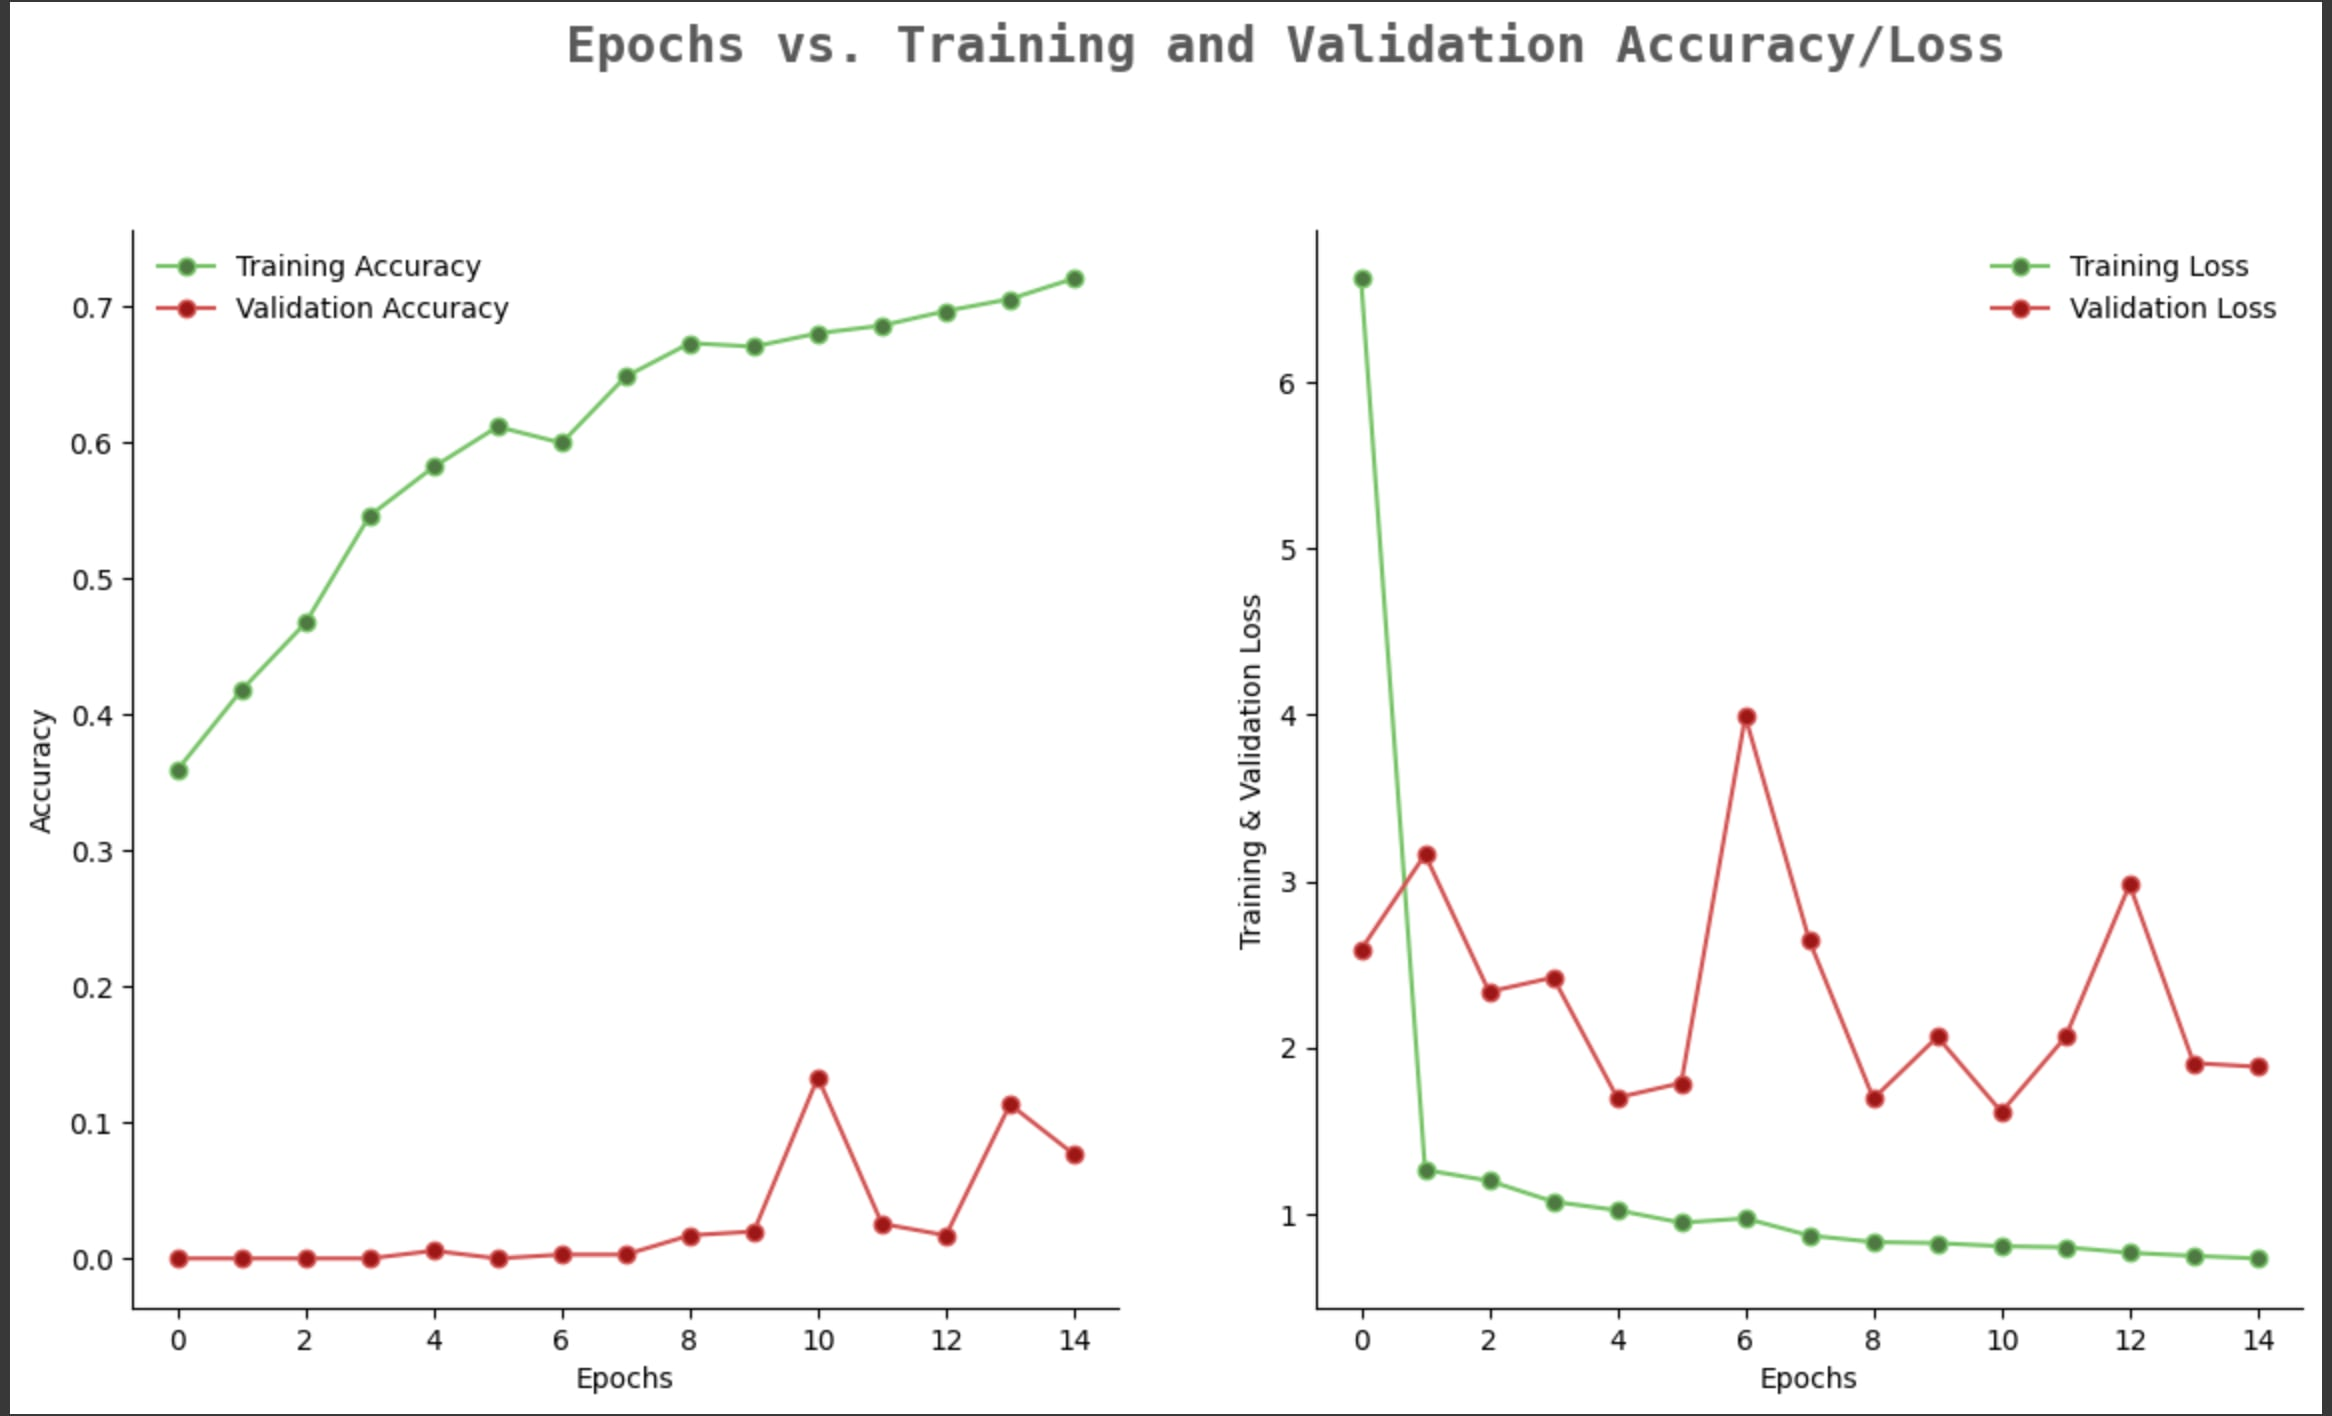 Epochs vs. Training and Validation Accuracy/Loss
Training Accuracy
Validation Accuracy
0.7
0.6
0.5
0.4
0.3
0.2
0.1
0.0
Accuracy
0 2 4 6 8 10 12 14
Epochs
Training Loss
Validation Loss
6
5
4
3
2
1
Training & Validation Loss
0 2 4 6 8 10 12 14
Epochs